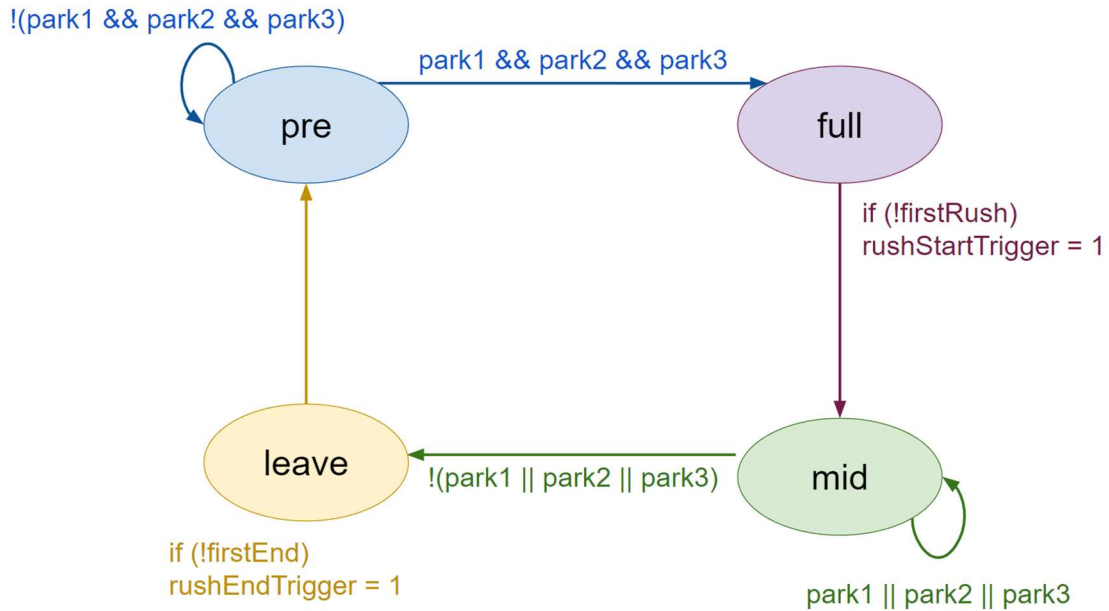 !(park1 && park2 && park3)
park1 && park2 && park3
pre
full
if (!firstRush)
rushStartTrigger = 1
leave
!(park1 || park2 || park3)
mid
if (!firstEnd)
rushEndTrigger = 1
park1 || park2 || park3